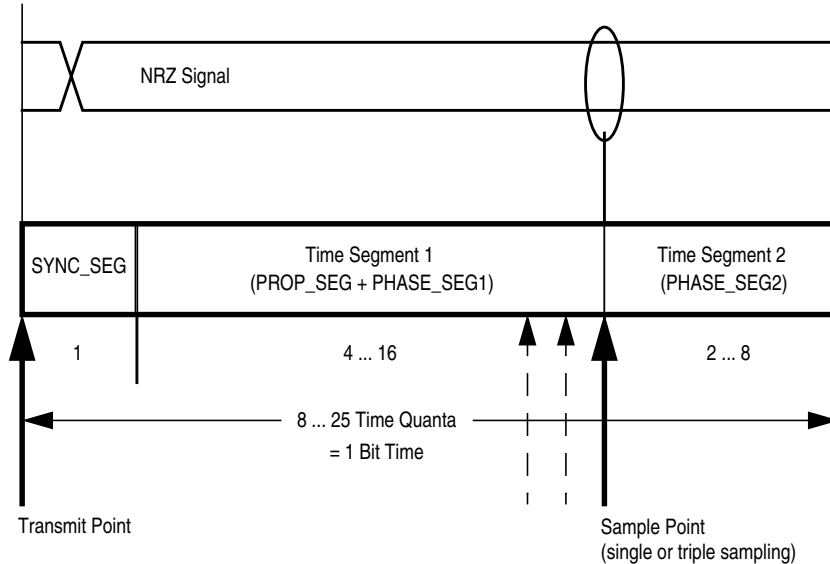 NRZ Signal
SYNC_SEG
Time Segment 1
(PROP_SEG + PHASE_SEG1)
Time Segment 2
(PHASE_SEG2)
1
4 ... 16
2 ... 8
8 ... 25 Time Quanta
= 1 Bit Time
Transmit Point
Sample Point
(single or triple sampling)